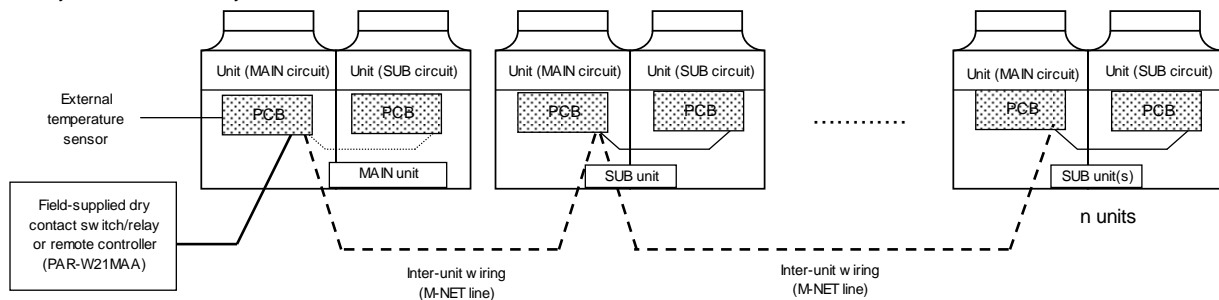 Unit (MAIN circuit)
Unit (SUB circuit)
Unit (MAIN circuit)
Unit (SUB circuit)
Unit (MAIN circuit)
Unit (SUB circuit)
External
temperature
sensor
PCB
PCB
PCB
PCB
PCB
PCB
MAIN unit
SUB unit
SUB unit(s)
n units
Field-supplied dry
contact switch/relay
or remote controller
(PAR-W21MAA)
Inter-unit wiring
(M-NET line)
Inter-unit wiring
(M-NET line)